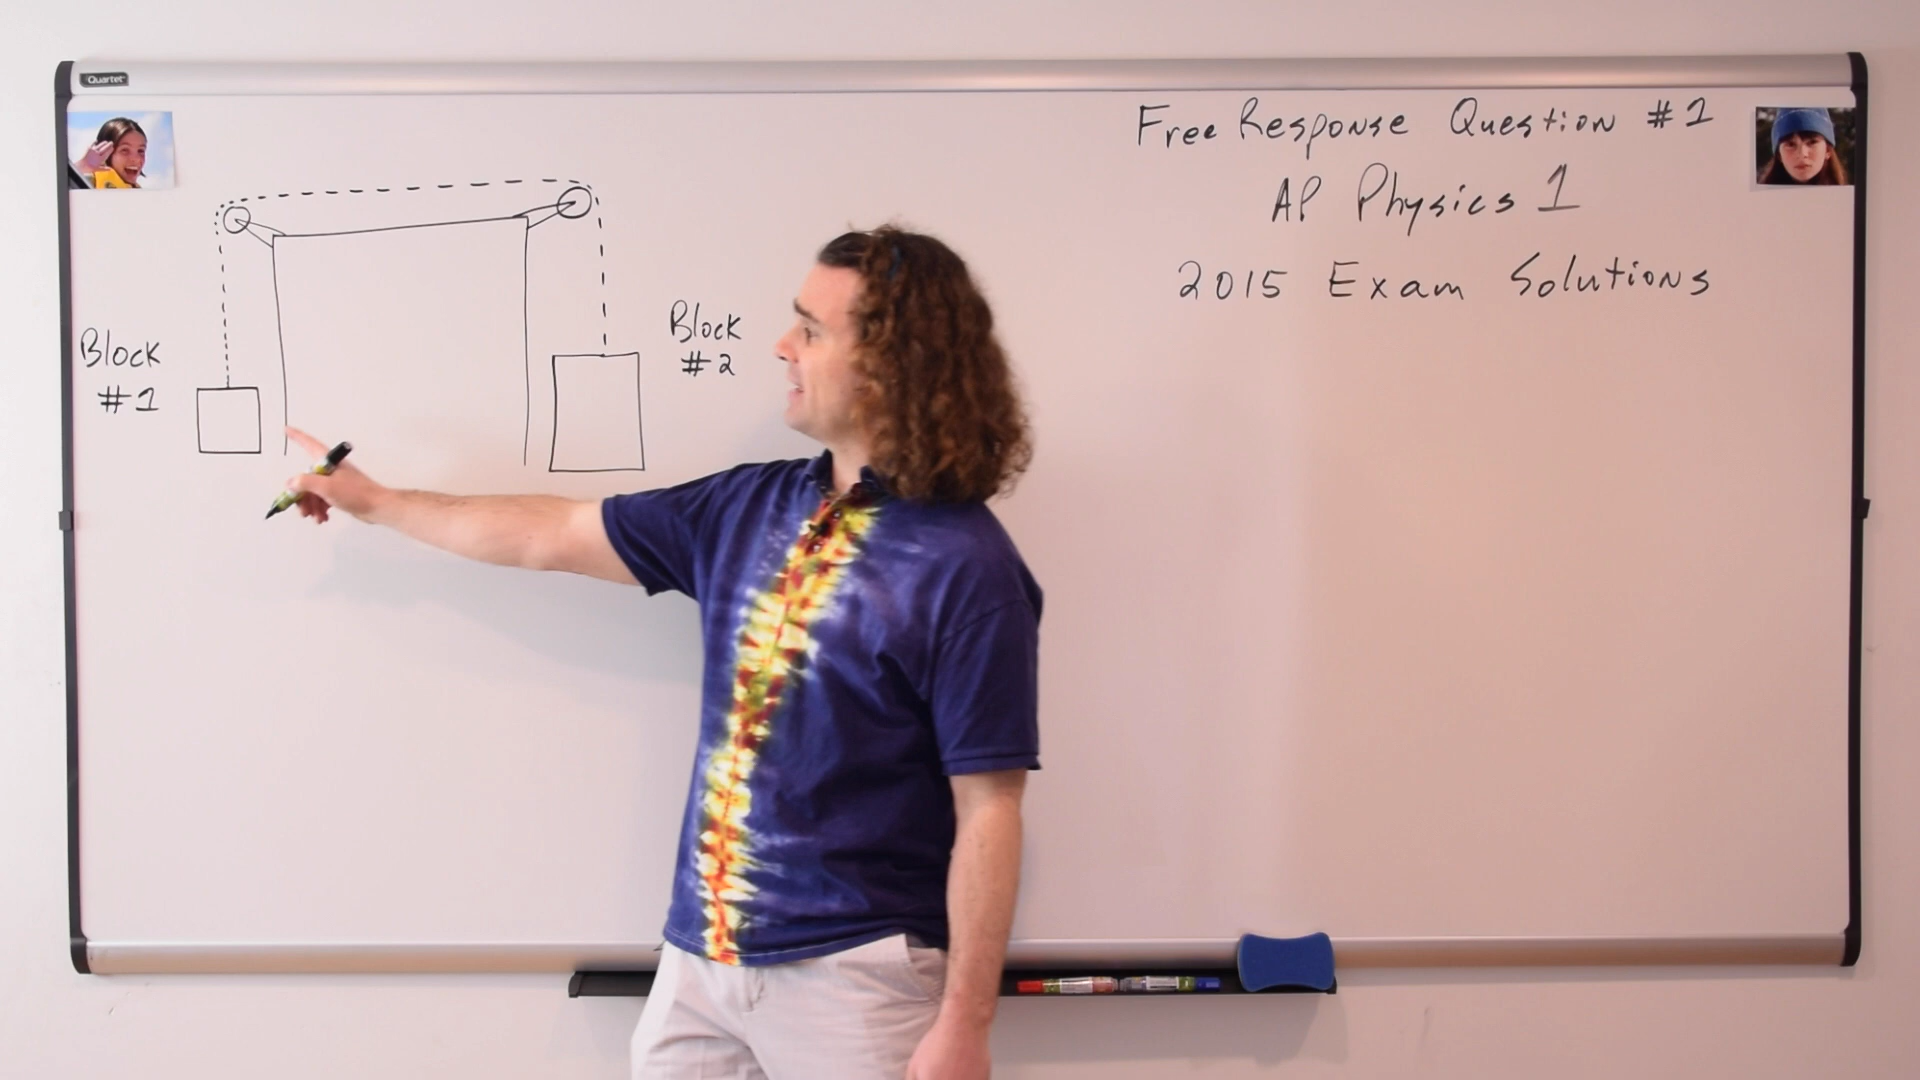 Quartet
Free Response Question #1
AP Physics 1
2015 Exam Solutions
Block
#1
Block
#2